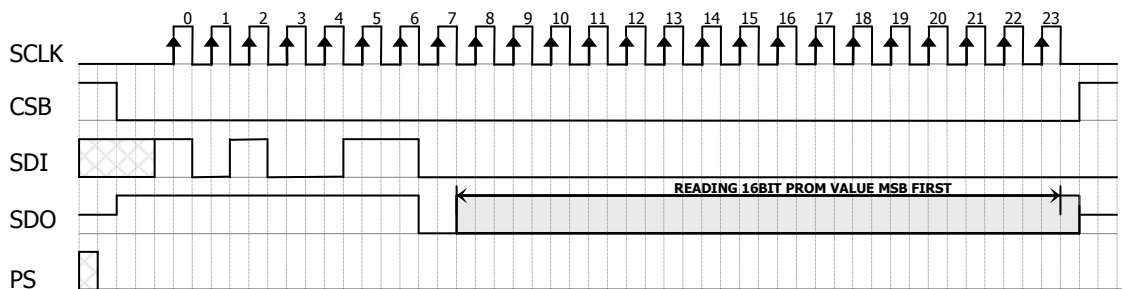 0 1 2 3 4 5 6 7 8 9 10 11 12 13 14 15 16 17 18 19 20 21 22 23
SCLK
CSB
SDI
READING 16BIT PROM VALUE MSB FIRST
SDO
PS